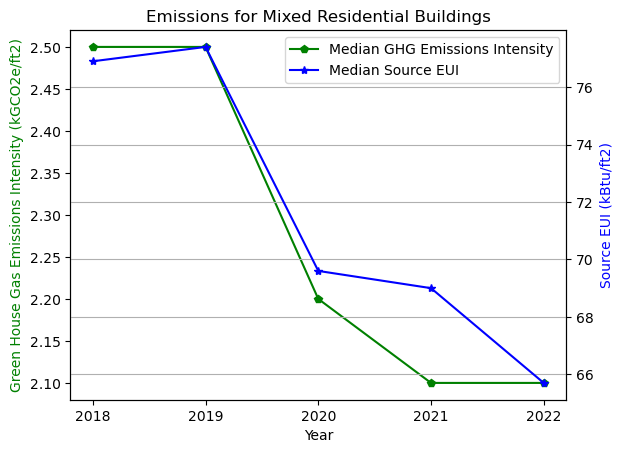 Emissions for Mixed Residential Buildings
Median GHG Emissions Intensity
Median Source EUI
Green House Gas Emissions Intensity (kGCO2e/ft2)
2.50
2.45
2.40
2.35
2.30
2.25
2.20
2.15
2.10
76
74
72
70
68
66
Source EUI (kBtu/ft2)
2018 2019 2020 2021 2022
Year